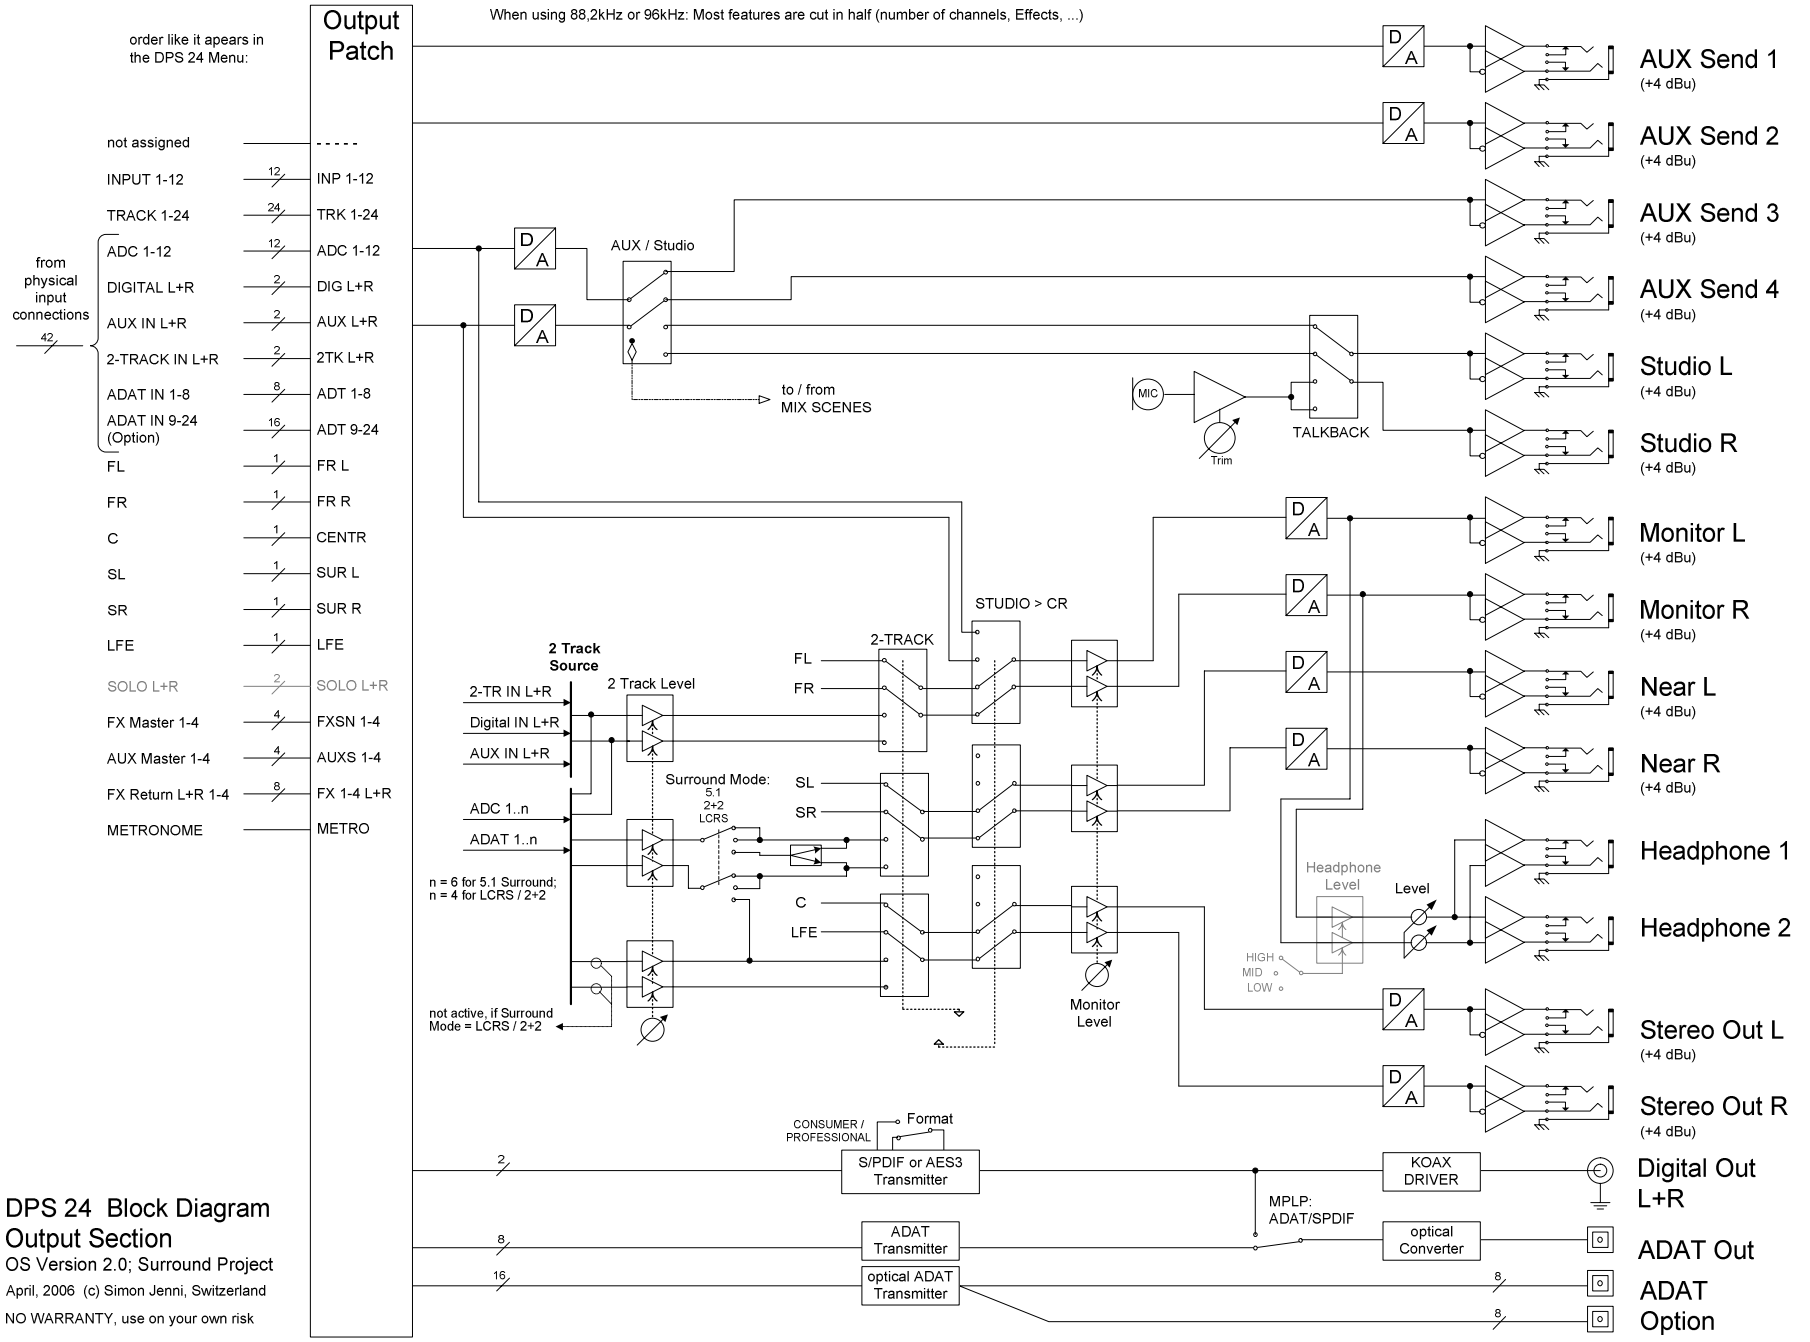 Output
Patch
When using 88,2kHz or 96kHz: Most features are cut in half (number of channels, Effects, ...)
order like it apears in
the DPS 24 Menu:
not assigned
- - - - -
INPUT 1-12
12
INP 1-12
TRACK 1-24
24
TRK 1-24
from
physical
input
connections
42
ADC 1-12
12
ADC 1-12
DIGITAL L+R
2
DIG L+R
AUX IN L+R
2
AUX L+R
2-TRACK IN L+R
2
2TK L+R
ADAT IN 1-8
8
ADT 1-8
ADAT IN 9-24
(Option)
16
ADT 9-24
FL
1
FR L
FR
1
FR R
C
1
CENTR
SL
1
SUR L
SR
1
SUR R
LFE
1
LFE
SOLO L+R
2
SOLO L+R
FX Master 1-4
4
FXSN 1-4
AUX Master 1-4
4
AUXS 1-4
FX Return L+R 1-4
8
FX 1-4 L+R
METRONOME
METRO
D
A
AUX Send 1
(+4 dBu)
D
A
AUX Send 2
(+4 dBu)
AUX Send 3
(+4 dBu)
D
A
AUX / Studio
AUX Send 4
(+4 dBu)
D
A
to / from
MIX SCENES
MIC
Trim
TALKBACK
Studio L
(+4 dBu)
Studio R
(+4 dBu)
D
A
Monitor L
(+4 dBu)
D
A
Monitor R
(+4 dBu)
D
A
Near L
(+4 dBu)
D
A
Near R
(+4 dBu)
STUDIO > CR
2-TRACK
2 Track
Source
2 Track Level
FL
FR
2-TR IN L+R
Digital IN L+R
AUX IN L+R
Surround Mode:
5.1
2+2
LCRS
SL
SR
ADC 1..n
ADAT 1..n
n = 6 for 5.1 Surround;
n = 4 for LCRS / 2+2
C
LFE
not active, if Surround
Mode = LCRS / 2+2
Monitor
Level
Headphone
Level
Level
HIGH
MID
LOW
Headphone 1
Headphone 2
D
A
Stereo Out L
(+4 dBu)
D
A
Stereo Out R
(+4 dBu)
CONSUMER /
PROFESSIONAL
Format
2
S/PDIF or AES3
Transmitter
KOAX
DRIVER
Digital Out
L+R
MPLP:
ADAT/SPDIF
8
ADAT
Transmitter
optical
Converter
ADAT Out
16
optical ADAT
Transmitter
8
8
ADAT
Option
DPS 24 Block Diagram
Output Section
OS Version 2.0; Surround Project
April, 2006 (c) Simon Jenni, Switzerland
NO WARRANTY, use on your own risk